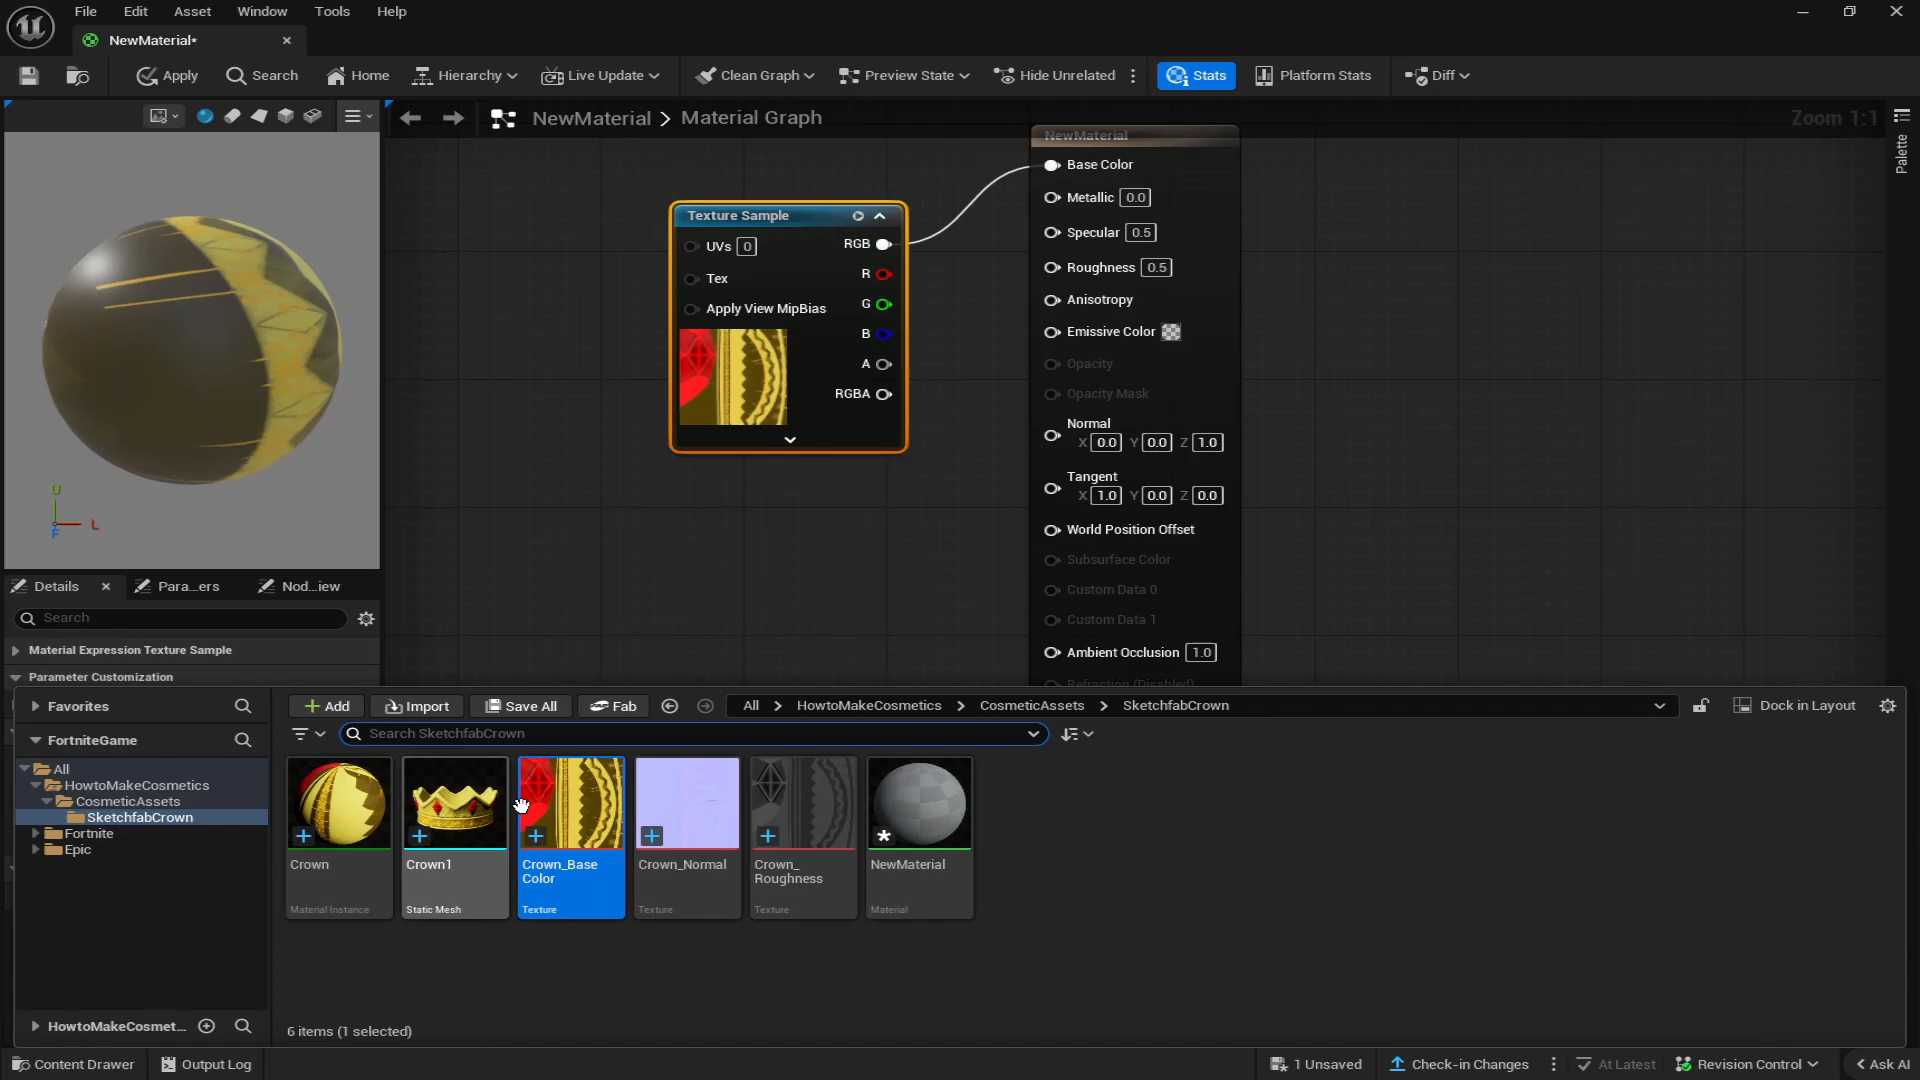 File Edit Asset Window Tools Help
NewMaterial*
Apply Search Home Hierarchy Live Update Clean Graph Preview State Hide Unrelated Stats Platform Stats Diff
NewMaterial > Material Graph
Zoom 1:1
Palette
NewMaterial
Base Color
Metallic 0.0
Specular 0.5
Roughness 0.5
Anisotropy
Emissive Color
Opacity
Opacity Mask
Normal
X 0.0 Y 0.0 Z 1.0
Tangent
X 1.0 Y 0.0 Z 0.0
World Position Offset
Subsurface Color
Custom Data 0
Custom Data 1
Ambient Occlusion 1.0
Refraction (Disabled)
Texture Sample
UVs 0 RGB
R
Tex
G
Apply View MipBias
B
A
RGBA
U
L
F
Details Para...ers Nod...iew
Search
Material Expression Texture Sample
Parameter Customization
Favorites
FortniteGame
All
HowtoMakeCosmetics
CosmeticAssets
SketchfabCrown
Fortnite
Epic
HowtoMakeCosmet...
Add Import Save All Fab All > HowtoMakeCosmetics > CosmeticAssets > SketchfabCrown Dock in Layout
Search SketchfabCrown
Crown
Material Instance
Crown1
Static Mesh
Crown_Base
Color
Texture
Crown_Normal
Texture
Crown_
Roughness
Texture
NewMaterial
Material
6 items (1 selected)
Content Drawer Output Log 1 Unsaved Check-in Changes At Latest Revision Control < Ask AI